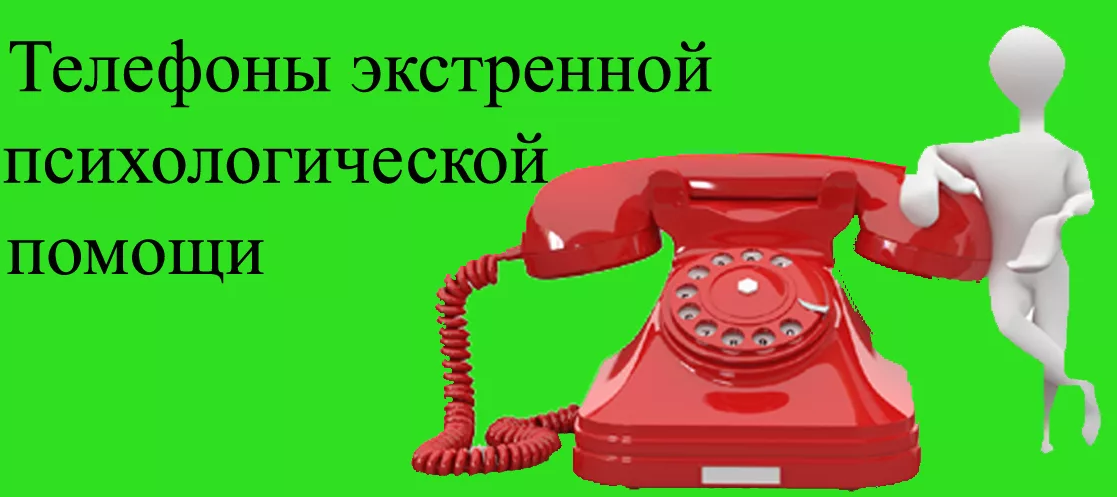 Телефоны экстренной
психологической
помощи